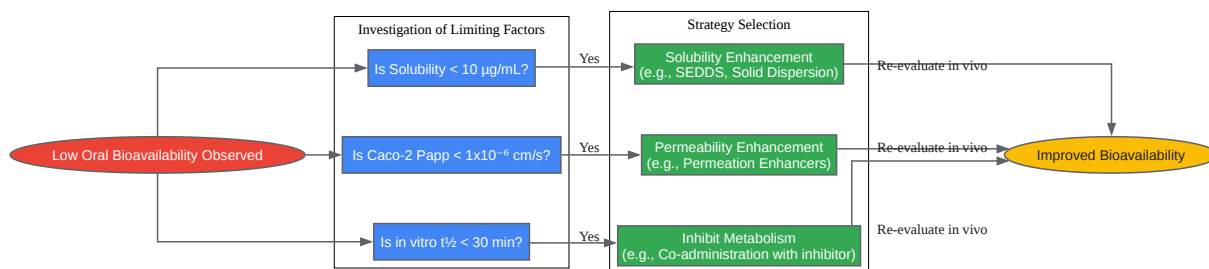 Investigation of Limiting Factors
Strategy Selection
Is Solubility < 10 µg/mL?
Yes
Solubility Enhancement
(e.g., SEDDS, Solid Dispersion)
Re-evaluate in vivo
Low Oral Bioavailability Observed
Is Caco-2 Papp < 1x10⁻⁶ cm/s?
Yes
Permeability Enhancement
(e.g., Permeation Enhancers)
Re-evaluate in vivo
Improved Bioavailability
Is in vitro t½ < 30 min?
Yes
Inhibit Metabolism
(e.g., Co-administration with inhibitor)
Re-evaluate in vivo